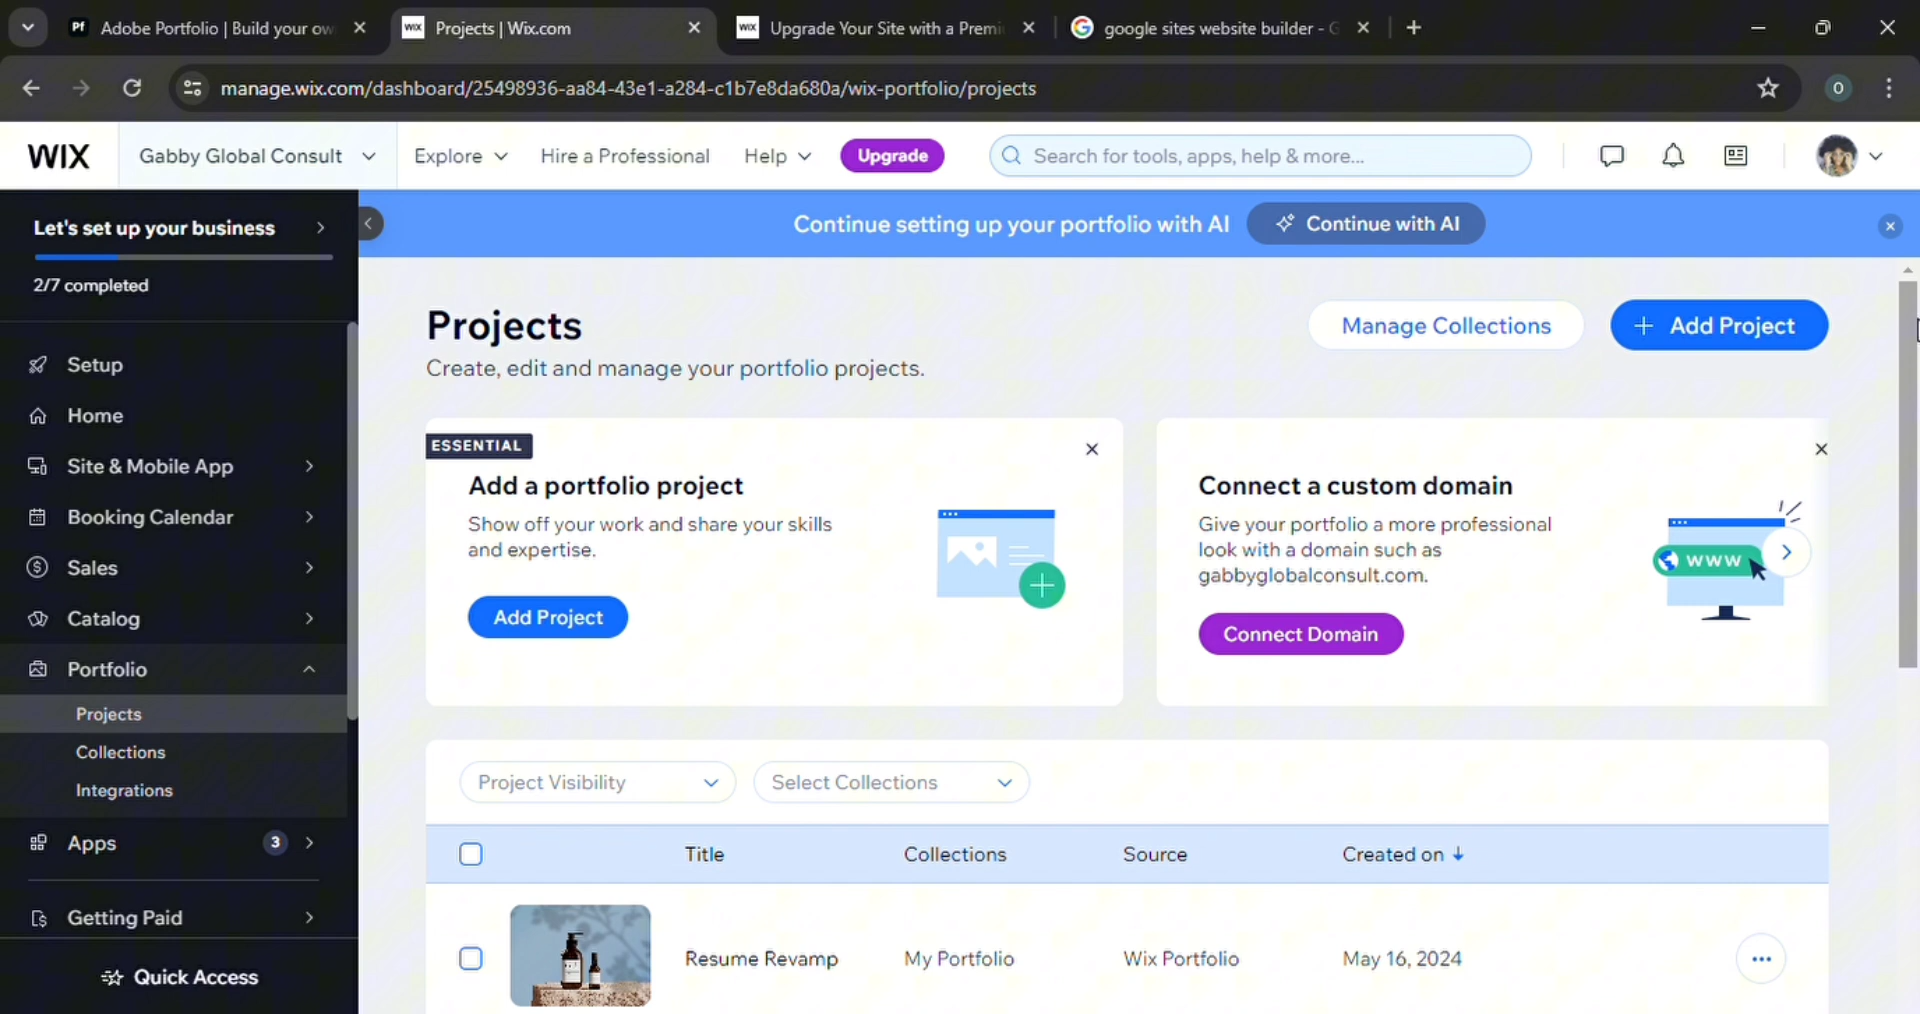 Pf Adobe Portfolio | Build your ow
WIX Projects | Wix.com
WIX Upgrade Your Site with a Premi
google sites website builder - G
manage.wix.com/dashboard/25498936-aa84-43e1-a284-c1b7e8da680a/wix-portfolio/projects
O
WIX
Gabby Global Consult
Explore
Hire a Professional
Help
Upgrade
Search for tools, apps, help & more...
Let's set up your business
2/7 completed
Continue setting up your portfolio with AI
Continue with AI
Setup
Home
Site & Mobile App
Booking Calendar
Sales
Catalog
Portfolio
Projects
Collections
Integrations
Apps 3
Getting Paid
Quick Access
Projects
Create, edit and manage your portfolio projects.
Manage Collections
+ Add Project
ESSENTIAL
Add a portfolio project
Show off your work and share your skills
and expertise.
Add Project
Connect a custom domain
Give your portfolio a more professional
look with a domain such as
gabbyglobalconsult.com.
Connect Domain
www
Project Visibility
Select Collections
Title Collections Source Created on ↓
Resume Revamp My Portfolio Wix Portfolio May 16, 2024